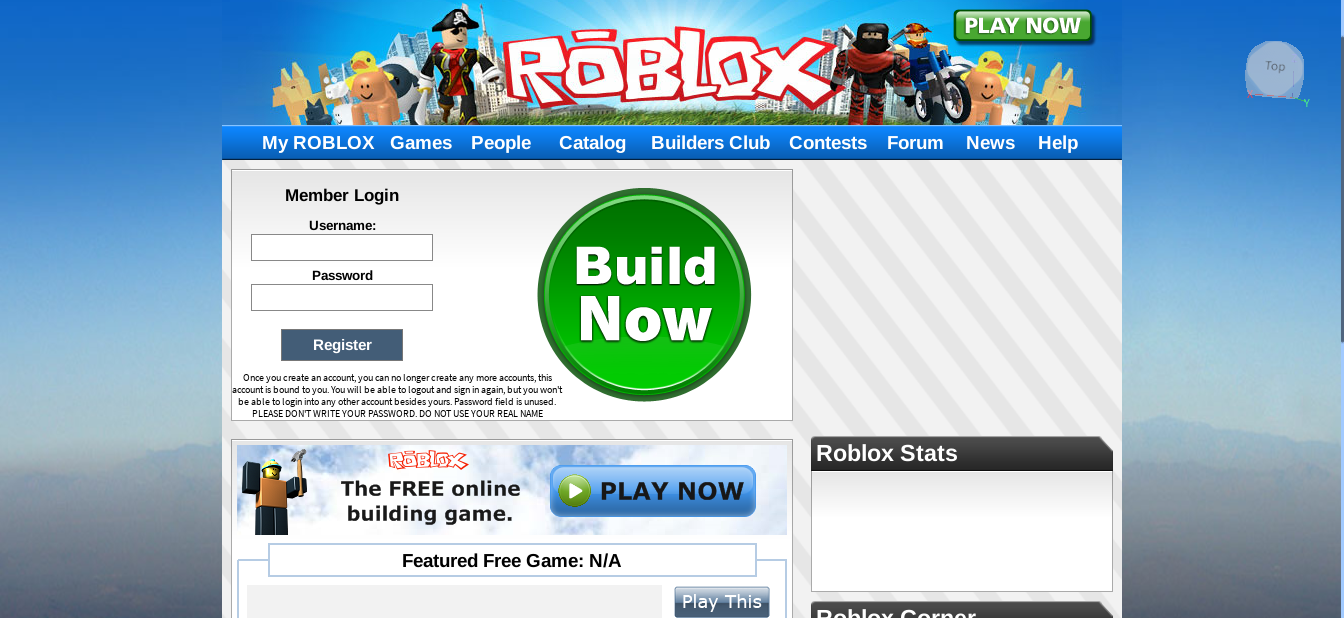 PLAY NOW
ROBLOX
Top
Y
My ROBLOX Games People Catalog Builders Club Contests Forum News Help
Member Login
Username:
Password
Register
Once you create an account, you can no longer create any more accounts, this
account is bound to you. You will be able to logout and sign in again, but you won't
be able to login into any other account besides yours. Password field is unused.
PLEASE DON'T WRITE YOUR PASSWORD. DO NOT USE YOUR REAL NAME
Build
Now
ROBLOX
The FREE online
building game.
PLAY NOW
Featured Free Game: N/A
Play This
Roblox Stats
Roblox Corner